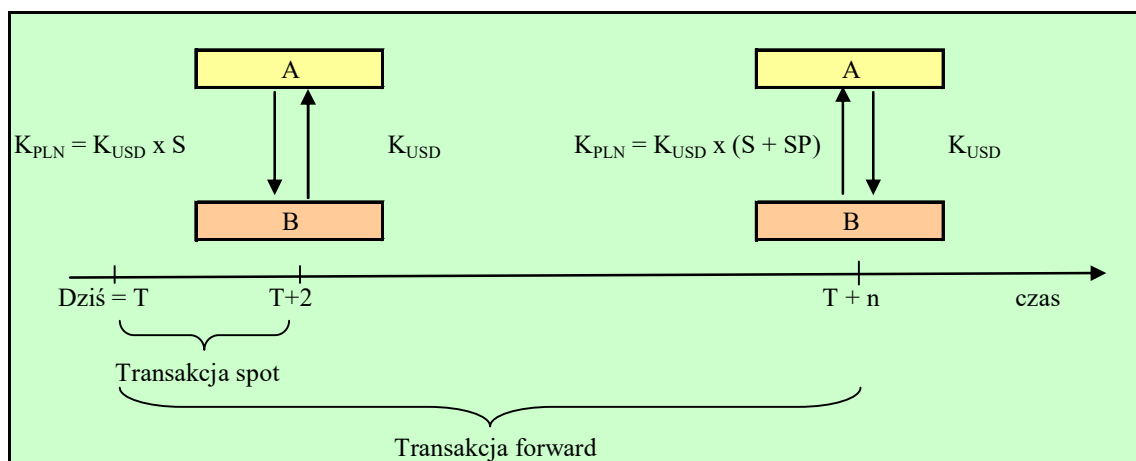 A A
K_PLN = K_USD x S K_USD K_PLN = K_USD x (S + SP) K_USD
B B
Dziś = T T+2 T + n czas
Transakcja spot
Transakcja forward